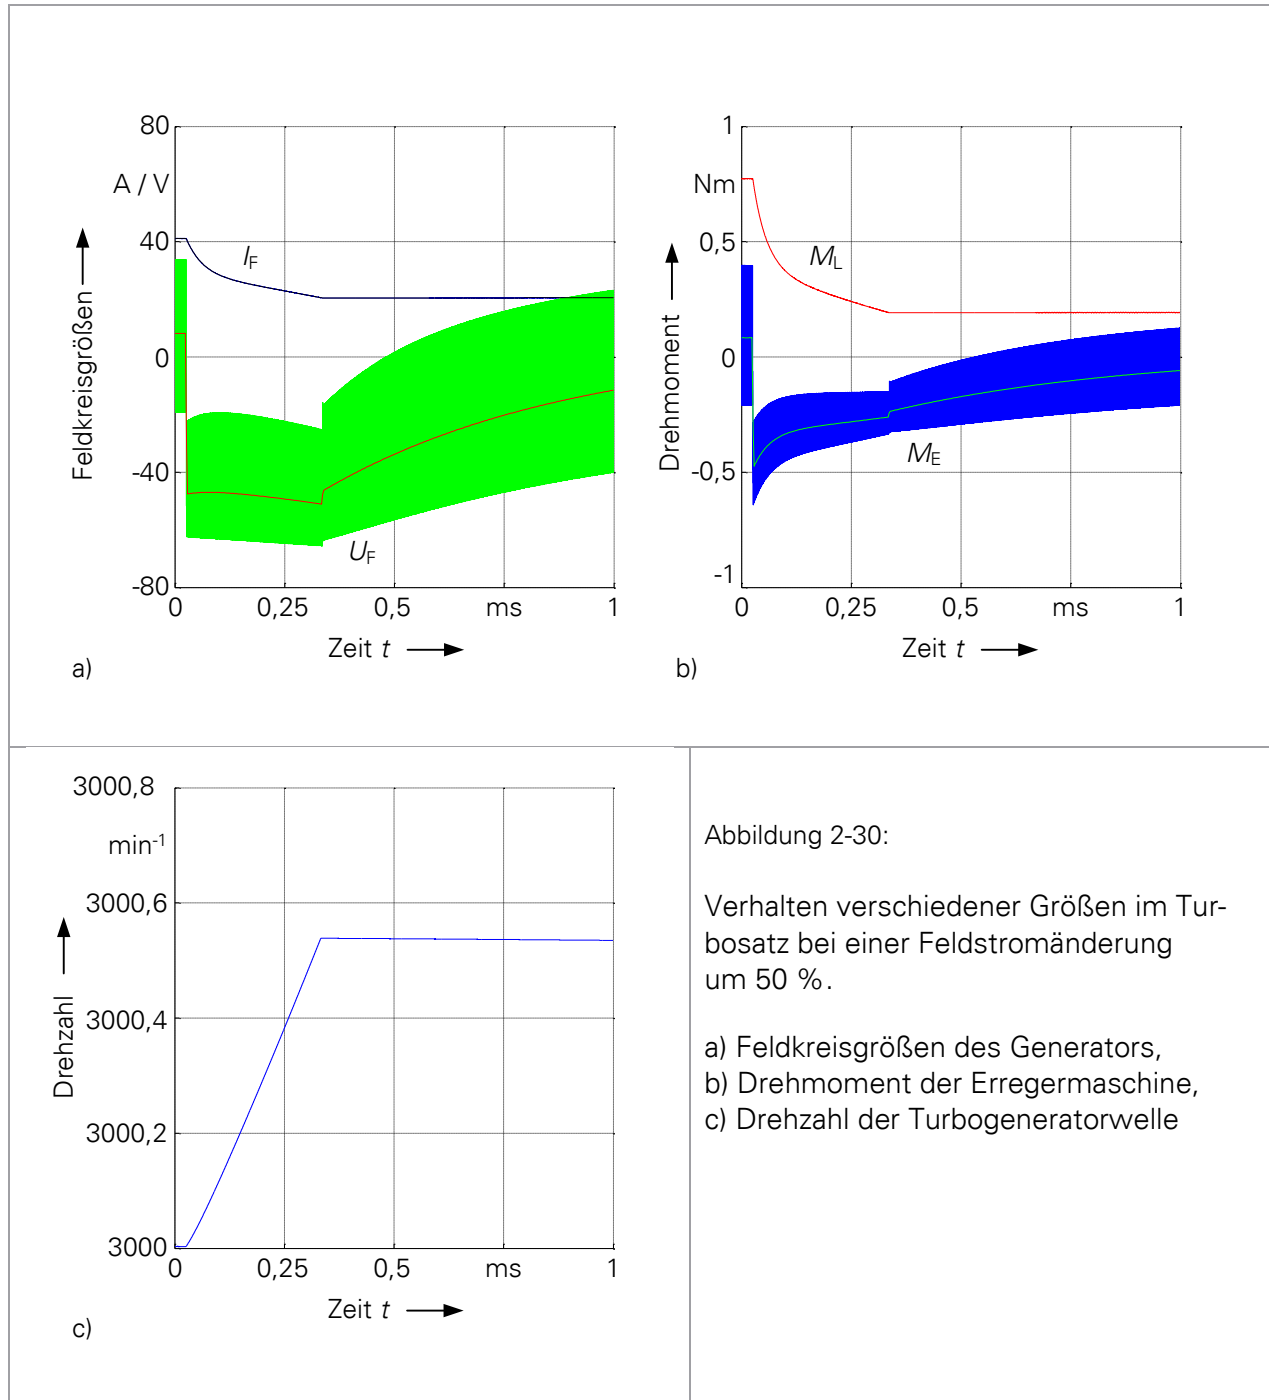 80
A / V
40
0
-40
-80
Feldkreisgrößen
I_F
U_F
0 0,25 0,5 ms 1
Zeit t
a)
1
Nm
0,5
0
-0,5
-1
Drehmoment
M_L
M_E
0 0,25 0,5 ms 1
Zeit t
b)
3000,8
min⁻¹
3000,6
3000,4
3000,2
3000
Drehzahl
0 0,25 0,5 ms 1
Zeit t
c)
Abbildung 2-30:
Verhalten verschiedener Größen im Tur-
bosatz bei einer Feldstromänderung
um 50 %.
a) Feldkreisgrößen des Generators,
b) Drehmoment der Erregermaschine,
c) Drehzahl der Turbogeneratorwelle